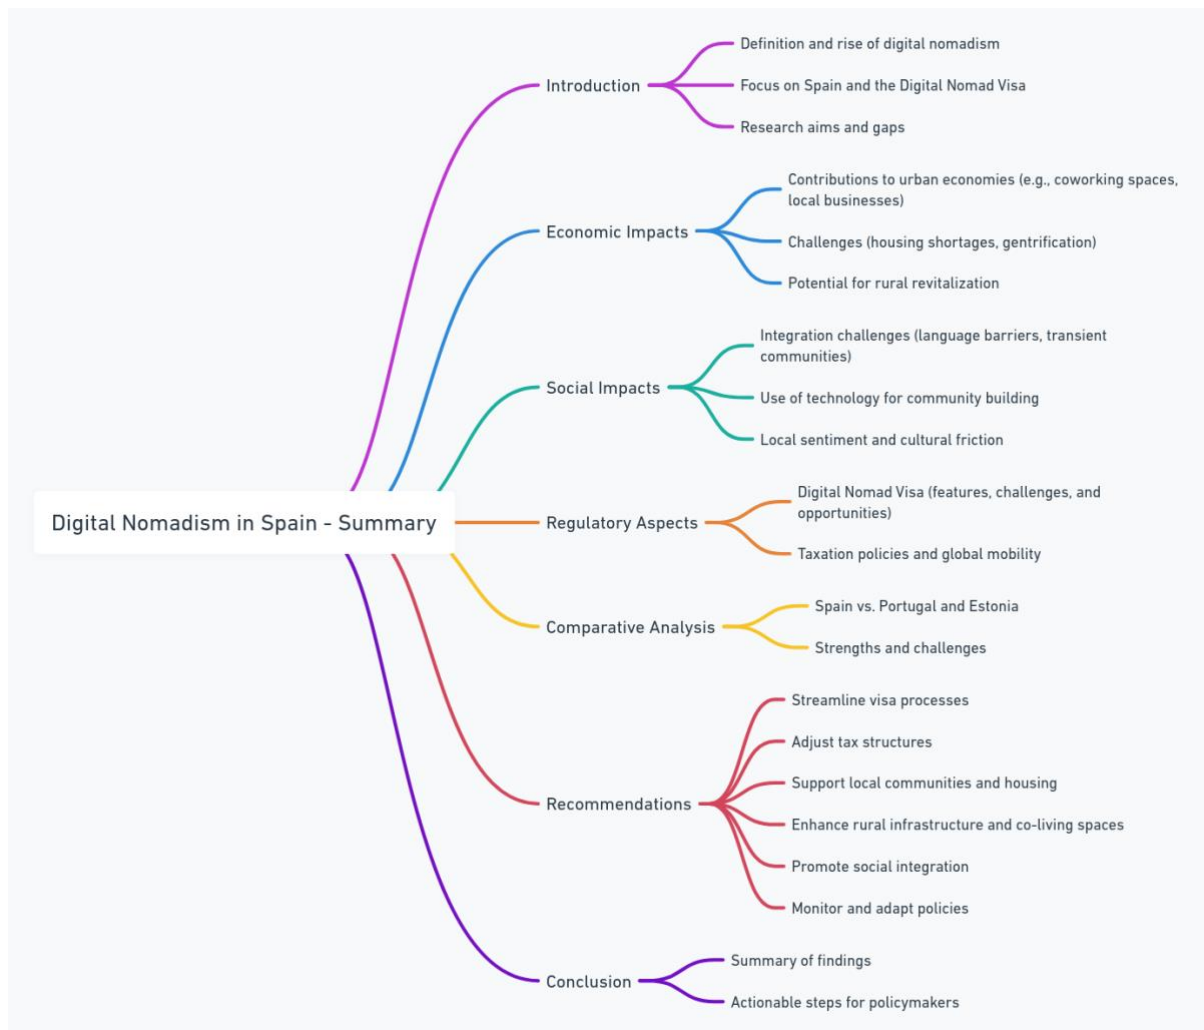 Digital Nomadism in Spain - Summary
Introduction
Definition and rise of digital nomadism
Focus on Spain and the Digital Nomad Visa
Research aims and gaps
Economic Impacts
Contributions to urban economies (e.g., coworking spaces,
local businesses)
Challenges (housing shortages, gentrification)
Potential for rural revitalization
Social Impacts
Integration challenges (language barriers, transient
communities)
Use of technology for community building
Local sentiment and cultural friction
Regulatory Aspects
Digital Nomad Visa (features, challenges, and
opportunities)
Taxation policies and global mobility
Comparative Analysis
Spain vs. Portugal and Estonia
Strengths and challenges
Recommendations
Streamline visa processes
Adjust tax structures
Support local communities and housing
Enhance rural infrastructure and co-living spaces
Promote social integration
Monitor and adapt policies
Conclusion
Summary of findings
Actionable steps for policymakers